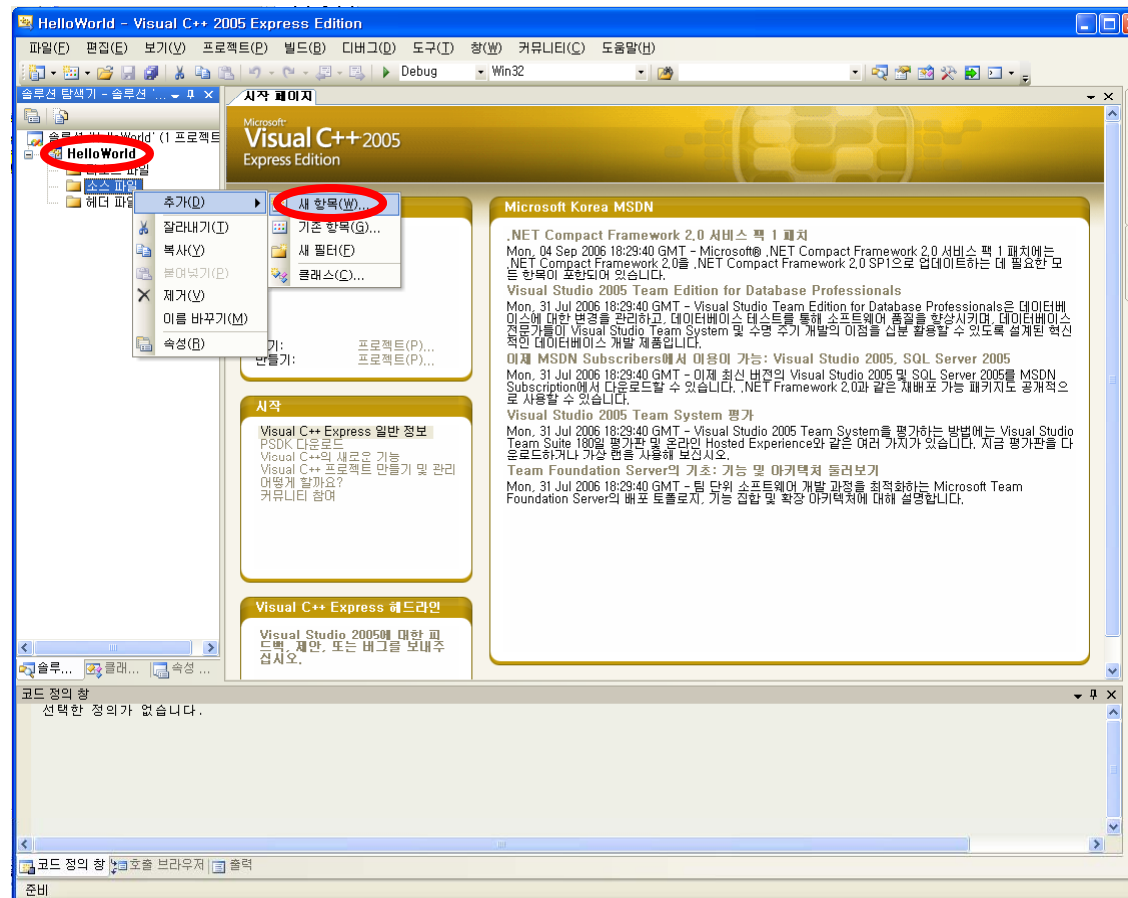 HelloWorld - Visual C++ 2005 Express Edition
파일(F) 편집(E) 보기(V) 프로젝트(P) 빌드(B) 디버그(D) 도구(T) 창(W) 커뮤니티(C) 도움말(H)
Debug Win32
솔루션 탐색기 - 솔루션 '...
시작 페이지
솔루션 'HelloWorld' (1 프로젝트
HelloWorld
리소스 파일
소스 파일
헤더 파일
추가(D)
잘라내기(T)
복사(Y)
붙여넣기(P)
제거(V)
이름 바꾸기(M)
속성(R)
새 항목(W)...
기존 항목(G)...
새 필터(F)
클래스(C)...
Microsoft
Visual C++ 2005
Express Edition
프로젝트(P)...
만들기: 프로젝트(P)...
시작
Visual C++ Express 일반 정보
PSDK 다운로드
Visual C++의 새로운 기능
Visual C++ 프로젝트 만들기 및 관리
어떻게 할까요?
커뮤니티 참여
Visual C++ Express 헤드라인
Visual Studio 2005에 대한 피
드백, 제안, 또는 버그를 보내주
십시오.
Microsoft Korea MSDN
.NET Compact Framework 2.0 서비스 팩 1 패치
Mon, 04 Sep 2006 18:29:40 GMT - Microsoft® .NET Compact Framework 2.0 서비스 팩 1 패치에는
.NET Compact Framework 2.0을 .NET Compact Framework 2.0 SP1으로 업데이트하는 데 필요한 모
든 항목이 포함되어 있습니다.
Visual Studio 2005 Team Edition for Database Professionals
Mon, 31 Jul 2006 18:29:40 GMT - Visual Studio Team Edition for Database Professionals은 데이터베
이스에 대한 변경을 관리하고, 데이터베이스 테스트를 통해 소프트웨어 품질을 향상시키며, 데이터베이스
전문가들이 Visual Studio Team System 및 수명 주기 개발의 이점을 십분 활용할 수 있도록 설계된 혁신
적인 데이터베이스 개발 제품입니다.
이제 MSDN Subscribers에서 이용이 가능: Visual Studio 2005, SQL Server 2005
Mon, 31 Jul 2006 18:29:40 GMT - 이제 최신 버전의 Visual Studio 2005 및 SQL Server 2005를 MSDN
Subscription에서 다운로드할 수 있습니다. .NET Framework 2.0과 같은 재배포 가능 패키지도 공개적으
로 사용할 수 있습니다.
Visual Studio 2005 Team System 평가
Mon, 31 Jul 2006 18:29:40 GMT - Visual Studio 2005 Team System을 평가하는 방법에는 Visual Studio
Team Suite 180일 평가판 및 온라인 Hosted Experience와 같은 여러 가지가 있습니다. 지금 평가판을 다
운로드하거나 가상 랩을 사용해 보십시오.
Team Foundation Server의 기초: 기능 및 아키텍처 둘러보기
Mon, 31 Jul 2006 18:29:40 GMT - 팀 단위 소프트웨어 개발 과정을 최적화하는 Microsoft Team
Foundation Server의 배포 토폴로지, 기능 집합 및 확장 아키텍처에 대해 설명합니다.
솔루... 클래... 속성 ...
코드 정의 창
선택한 정의가 없습니다.
코드 정의 창 호출 브라우저 출력
준비